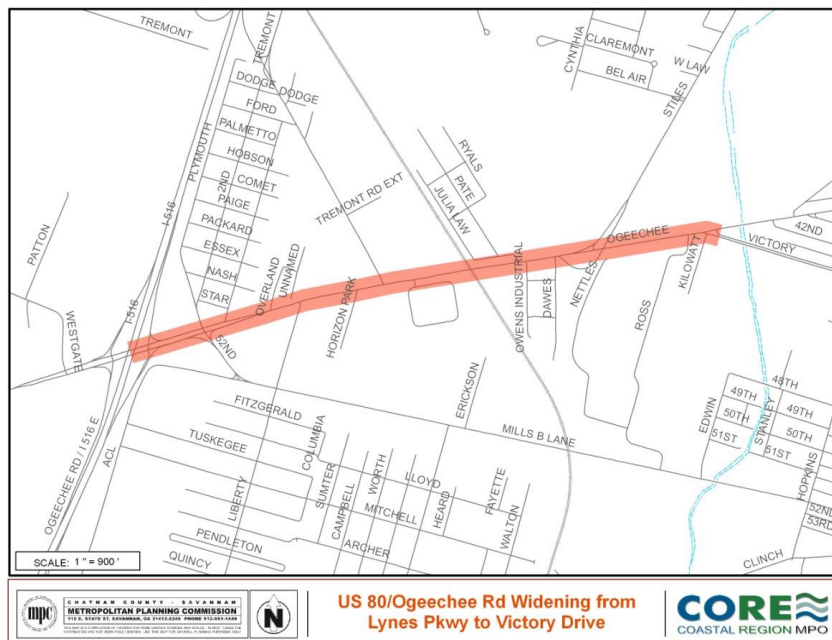 TREMONT
TREMONT
CYNTHIA
CLAREMONT
BEL AIR
W LAW
STILES
DODGE
DODGE
FORD
PALMETTO
HOBSON
COMET
PAIGE
PACKARD
ESSEX
NASH
STAR
2ND
PLYMOUTH
I-516
I-516
PATTON
WESTGATE
OVERLAND
UNNAMED
TREMONT RD EXT
RYALS
PATE
JULIA LAW
OGEECHEE
VICTORY
42ND
KILOWATT
ROSS
NETTLES
DAWES
OWENS INDUSTRIAL
HORIZON PARK
52ND
FITZGERALD
TUSKEGEE
COLUMBIA
LIBERTY
ERICKSON
MILLS B LANE
EDWIN
STANLEY
48TH
49TH
49TH
50TH
50TH
51ST
51ST
HOPKINS
52ND
53RD
CLINCH
OGEECHEE RD / I 516 E
ACL
SUMTER
CAMPBELL
WORTH
LLOYD
MITCHELL
HEARD
FAYETTE
WALTON
ARCHER
PENDLETON
QUINCY
SCALE: 1 " = 900 '
mpc
CHATHAM COUNTY - SAVANNAH
METROPOLITAN PLANNING COMMISSION
110 E. STATE ST. SAVANNAH, GA
N
US 80/Ogeechee Rd Widening from
Lynes Pkwy to Victory Drive
CORE
COASTAL REGION MPO